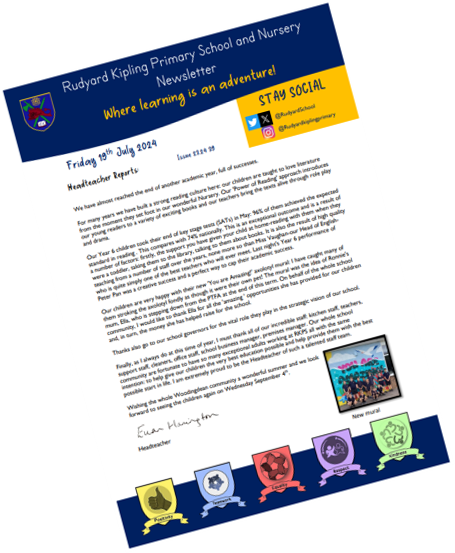 Rudyard Kipling Primary School and Nursery
Newsletter
Where learning is an adventure!
STAY SOCIAL
@RudyardSchool
@Rudyardkiplingprimary
Friday 19th July 2024
Issue 23.24-39
Headteacher Reports:
We have almost reached the end of another academic year, full of successes.
For many years we have built a strong reading culture here; our children are taught to love literature
from the moment they set foot in our wonderful Nursery. Our 'Power of Reading' approach introduces
our young readers to a variety of exciting books and our teachers bring the texts alive through role play
and drama.
Our Year 6 children took their end of key stage tests (SATs) in May: 96% of them achieved the expected
standard in reading. This compares with 74% nationally. This is an exceptional outcome and is a result of
a number of factors: firstly, the support you have given your child at home-reading with them when they
were a toddler, taking them to the library, talking to them about books. It is also the result of high quality
teaching from a number of staff over the years, none more so than Miss Vaughan-our Head of English-
who is quite simply one of the best teachers who will ever meet. Last night's Year 6 performance of
Peter Pan was a creative success and a perfect way to cap their academic success.
Our children are very happy with their new "You are Amazing" axolotyl mural! I have caught many of
them stroking the axolotyl fondly as though it were their own pet! The mural was the idea of Ronnie's
mum, Ella, who is stepping down from the PTFA at the end of this term. On behalf of the whole school
community, I would like to thank Ella for all the 'amazing' opportunities she has provided for our children
and, in turn, the money she has helped raise for the school.
Thanks also go to our school governors for the vital role they play in the strategic vision of our school.
Finally, as I always do at this time of year, I must thank all of our incredible staff: kitchen staff, teachers,
support staff, cleaners, office staff, school business manager, premises manager. Our whole school
community are fortunate to have so many exceptional adults working at RKPS all with the same
intention: to help give our children the very best education possible and help provide them with the best
possible start in life. I am extremely proud to be the Headteacher of such a talented staff team.
Wishing the whole Woodingdean community a wonderful summer and we look
forward to seeing the children again on Wednesday September 4th.
Euan Hanington
Headteacher
New mural
Positivity
Teamwork
Equality
Respect
Kindness